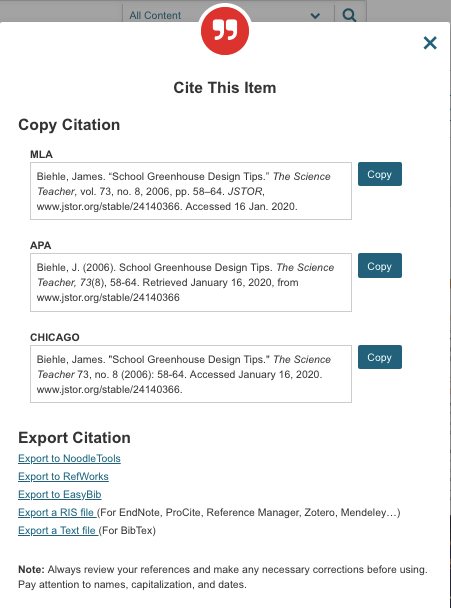 All Content
Cite This Item
Copy Citation
MLA
Biehle, James. “School Greenhouse Design Tips.” The Science
Teacher, vol. 73, no. 8, 2006, pp. 58–64. JSTOR,
www.jstor.org/stable/24140366. Accessed 16 Jan. 2020.
Copy
APA
Biehle, J. (2006). School Greenhouse Design Tips. The Science
Teacher, 73(8), 58-64. Retrieved January 16, 2020, from
www.jstor.org/stable/24140366
Copy
CHICAGO
Biehle, James. "School Greenhouse Design Tips." The Science
Teacher 73, no. 8 (2006): 58-64. Accessed January 16, 2020.
www.jstor.org/stable/24140366.
Copy
Export Citation
Export to NoodleTools
Export to RefWorks
Export to EasyBib
Export a RIS file (For EndNote, ProCite, Reference Manager, Zotero, Mendeley…)
Export a Text file (For BibTex)
Note: Always review your references and make any necessary corrections before using.
Pay attention to names, capitalization, and dates.